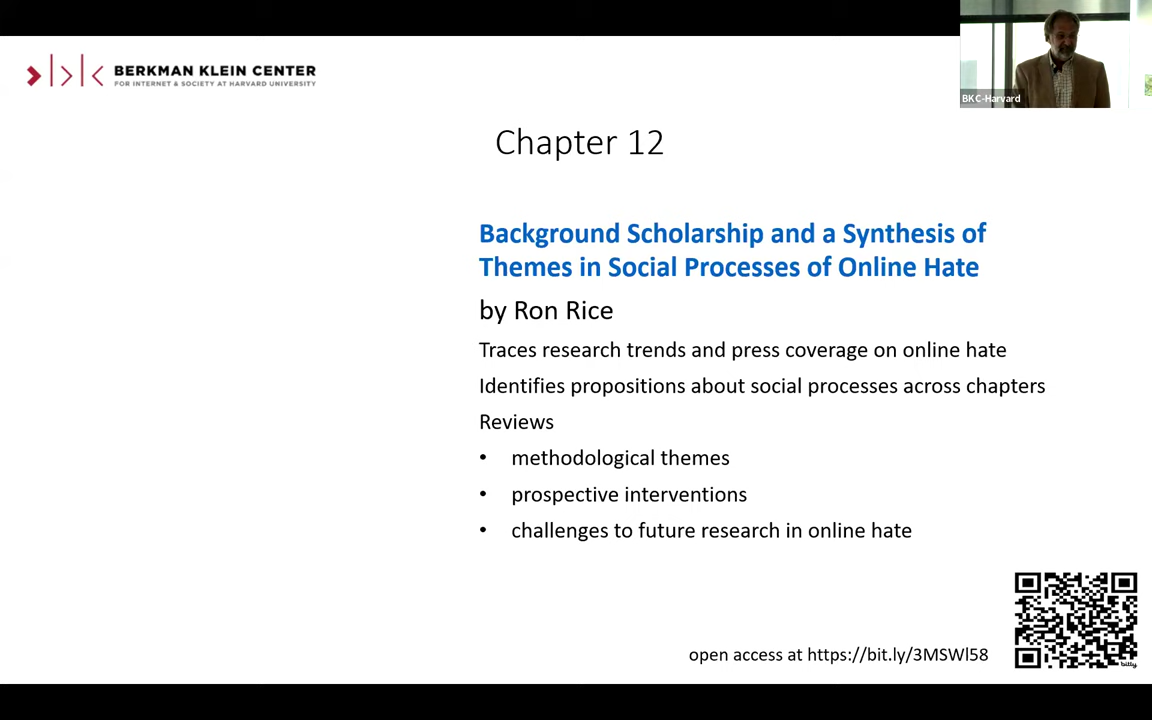 BERKMAN KLEIN CENTER
FOR INTERNET & SOCIETY AT HARVARD UNIVERSITY
BKC-Harvard
Chapter 12
Background Scholarship and a Synthesis of
Themes in Social Processes of Online Hate
by Ron Rice
Traces research trends and press coverage on online hate
Identifies propositions about social processes across chapters
Reviews
• methodological themes
• prospective interventions
• challenges to future research in online hate
open access at https://bit.ly/3MSWl58
bitly